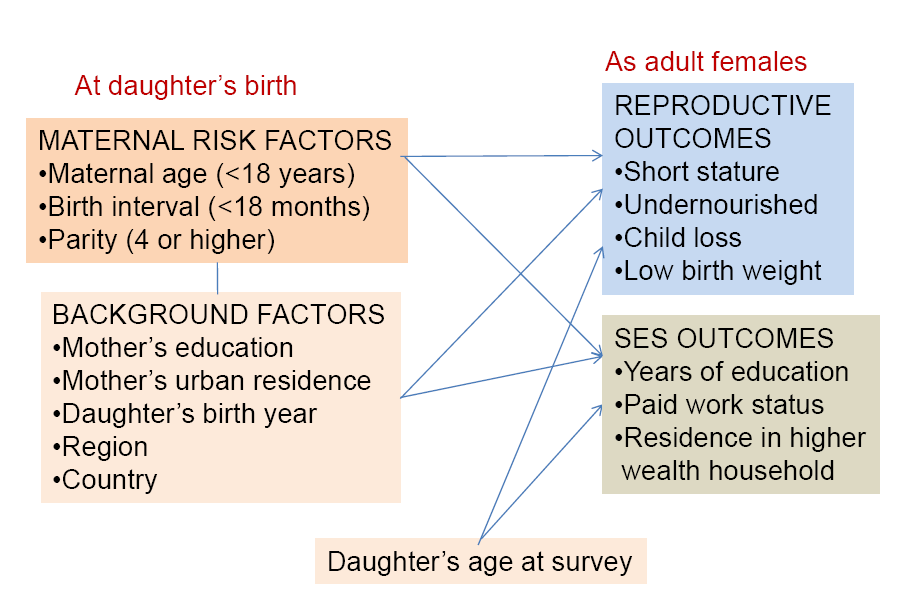 At daughter’s birth
MATERNAL RISK FACTORS
•Maternal age (<18 years)
•Birth interval (<18 months)
•Parity (4 or higher)
BACKGROUND FACTORS
•Mother’s education
•Mother’s urban residence
•Daughter’s birth year
•Region
•Country
As adult females
REPRODUCTIVE
OUTCOMES
•Short stature
•Undernourished
•Child loss
•Low birth weight
SES OUTCOMES
•Years of education
•Paid work status
•Residence in higher
wealth household
Daughter’s age at survey